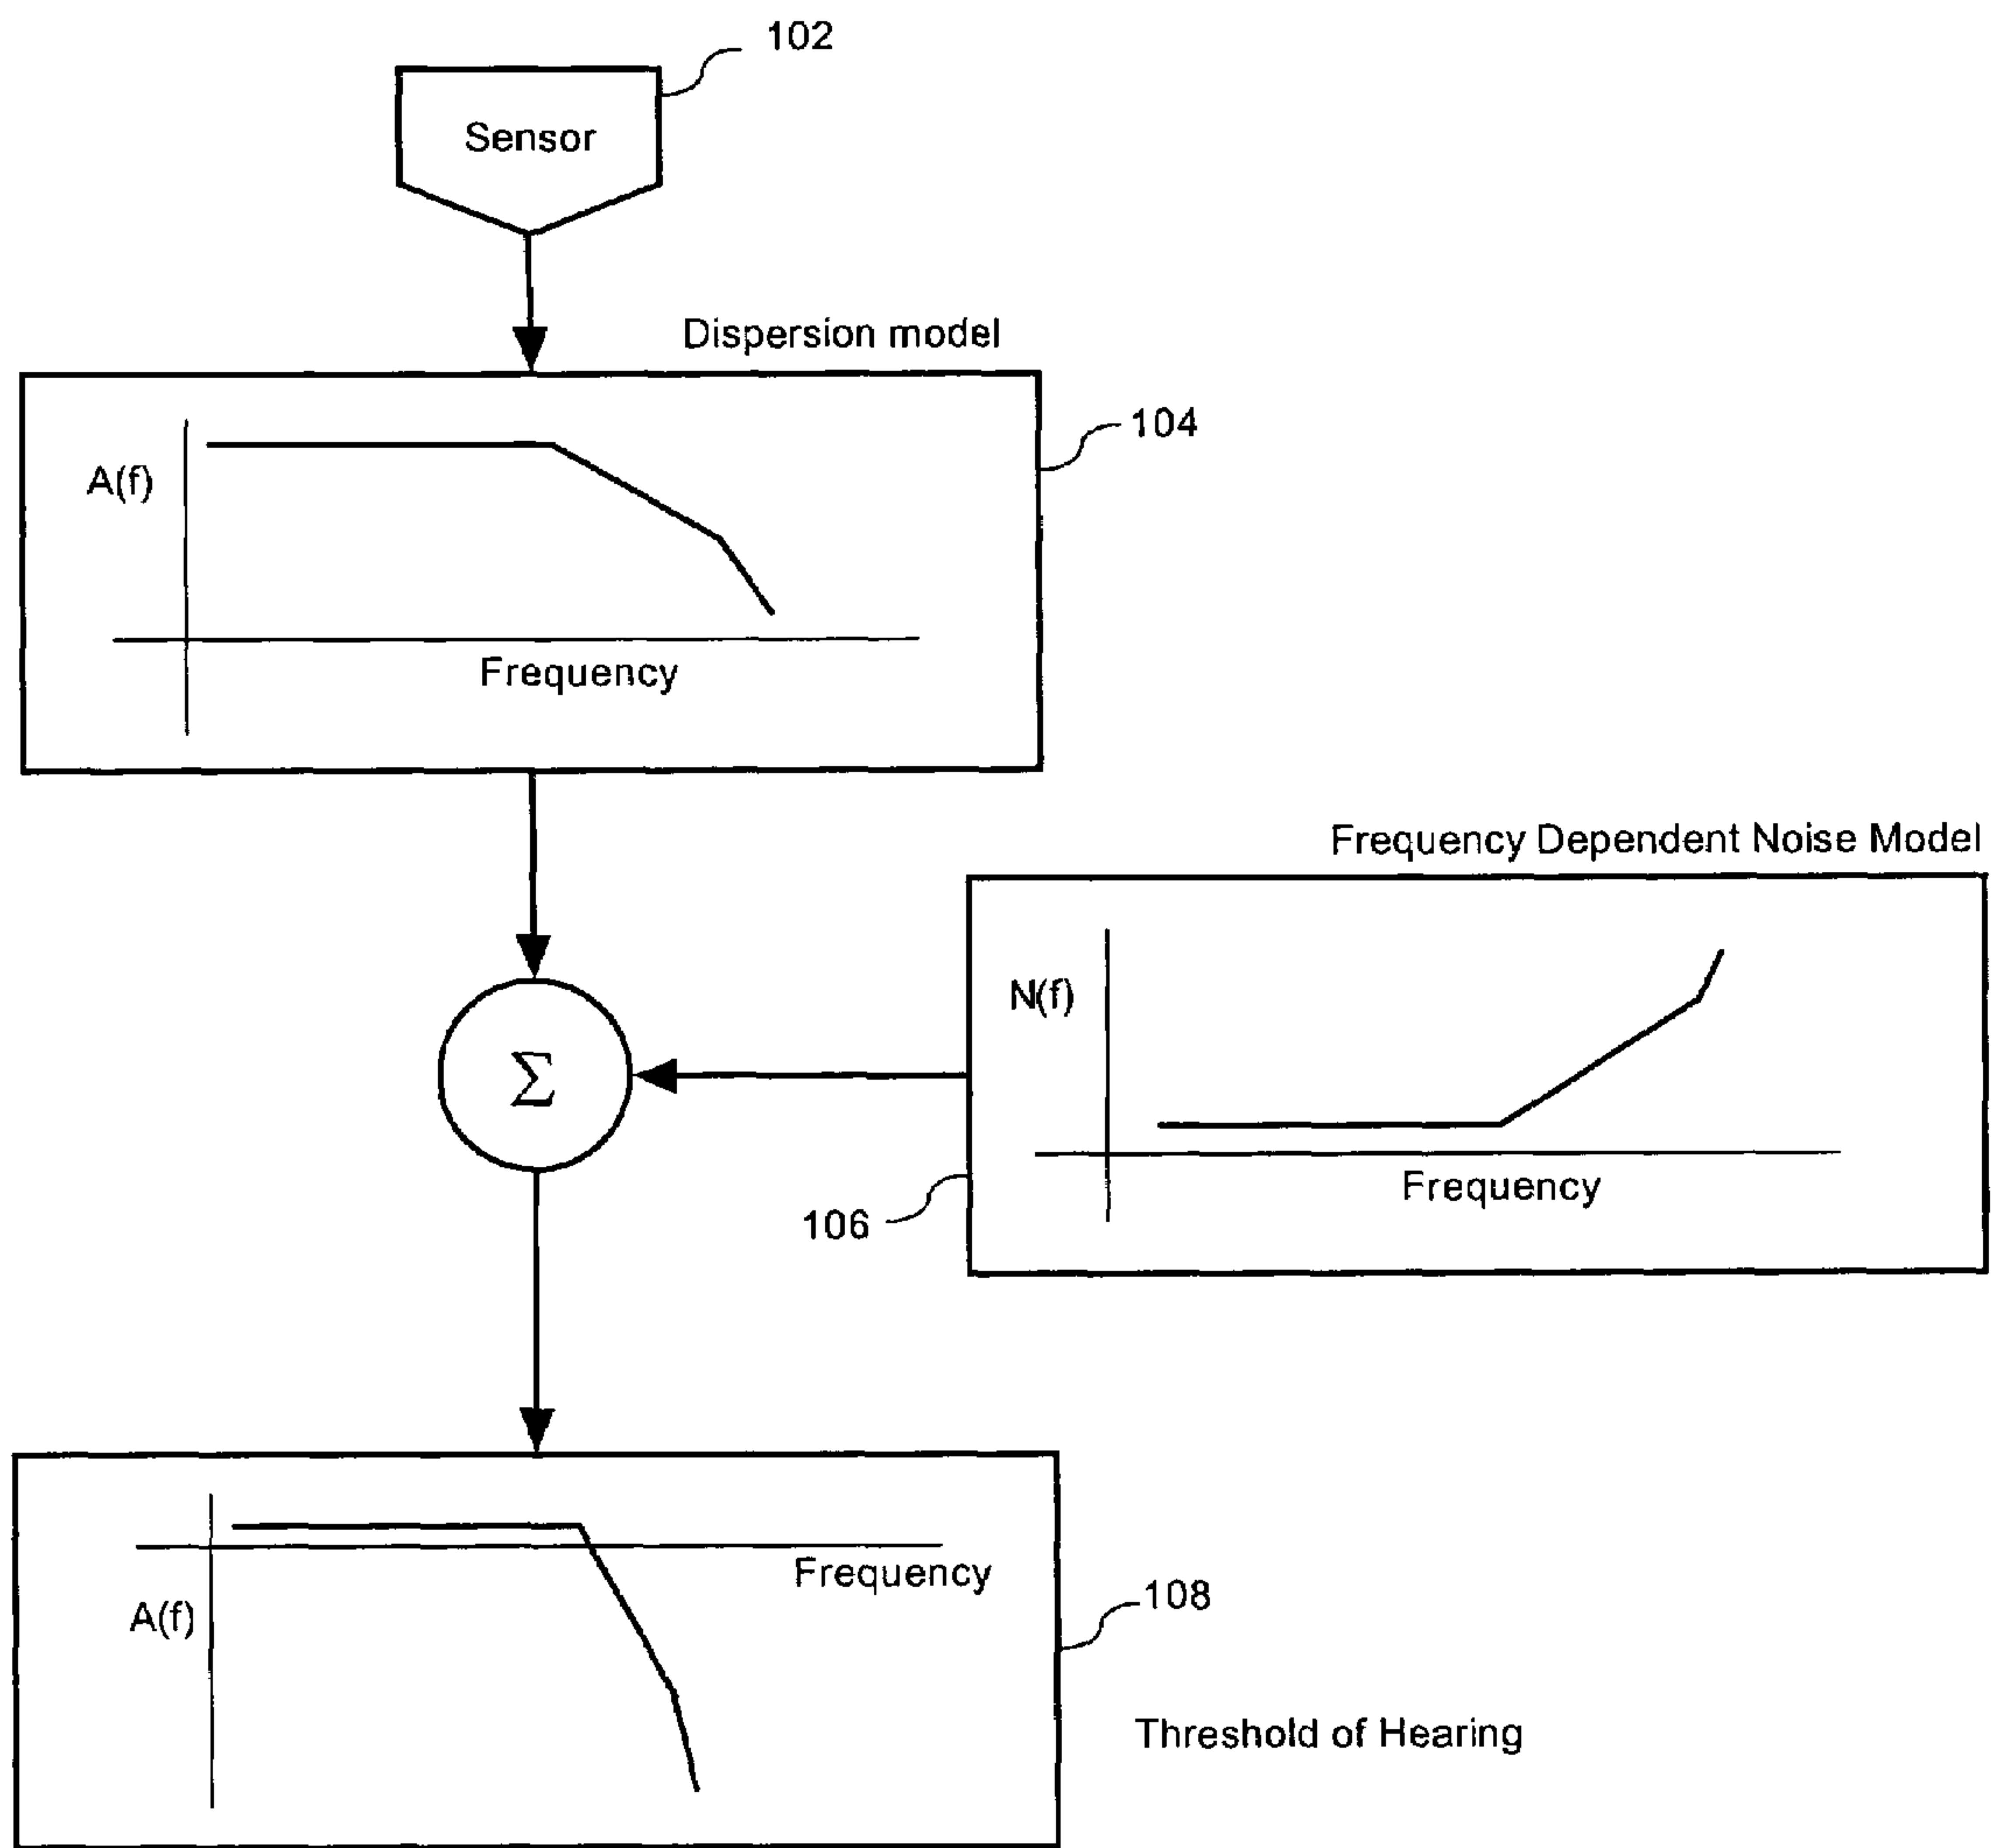 102
Sensor
Dispersion model
104
A(f)
Frequency
Frequency Dependent Noise Model
N(f)
Σ
Frequency
106
Frequency
108
A(f)
Threshold of Hearing